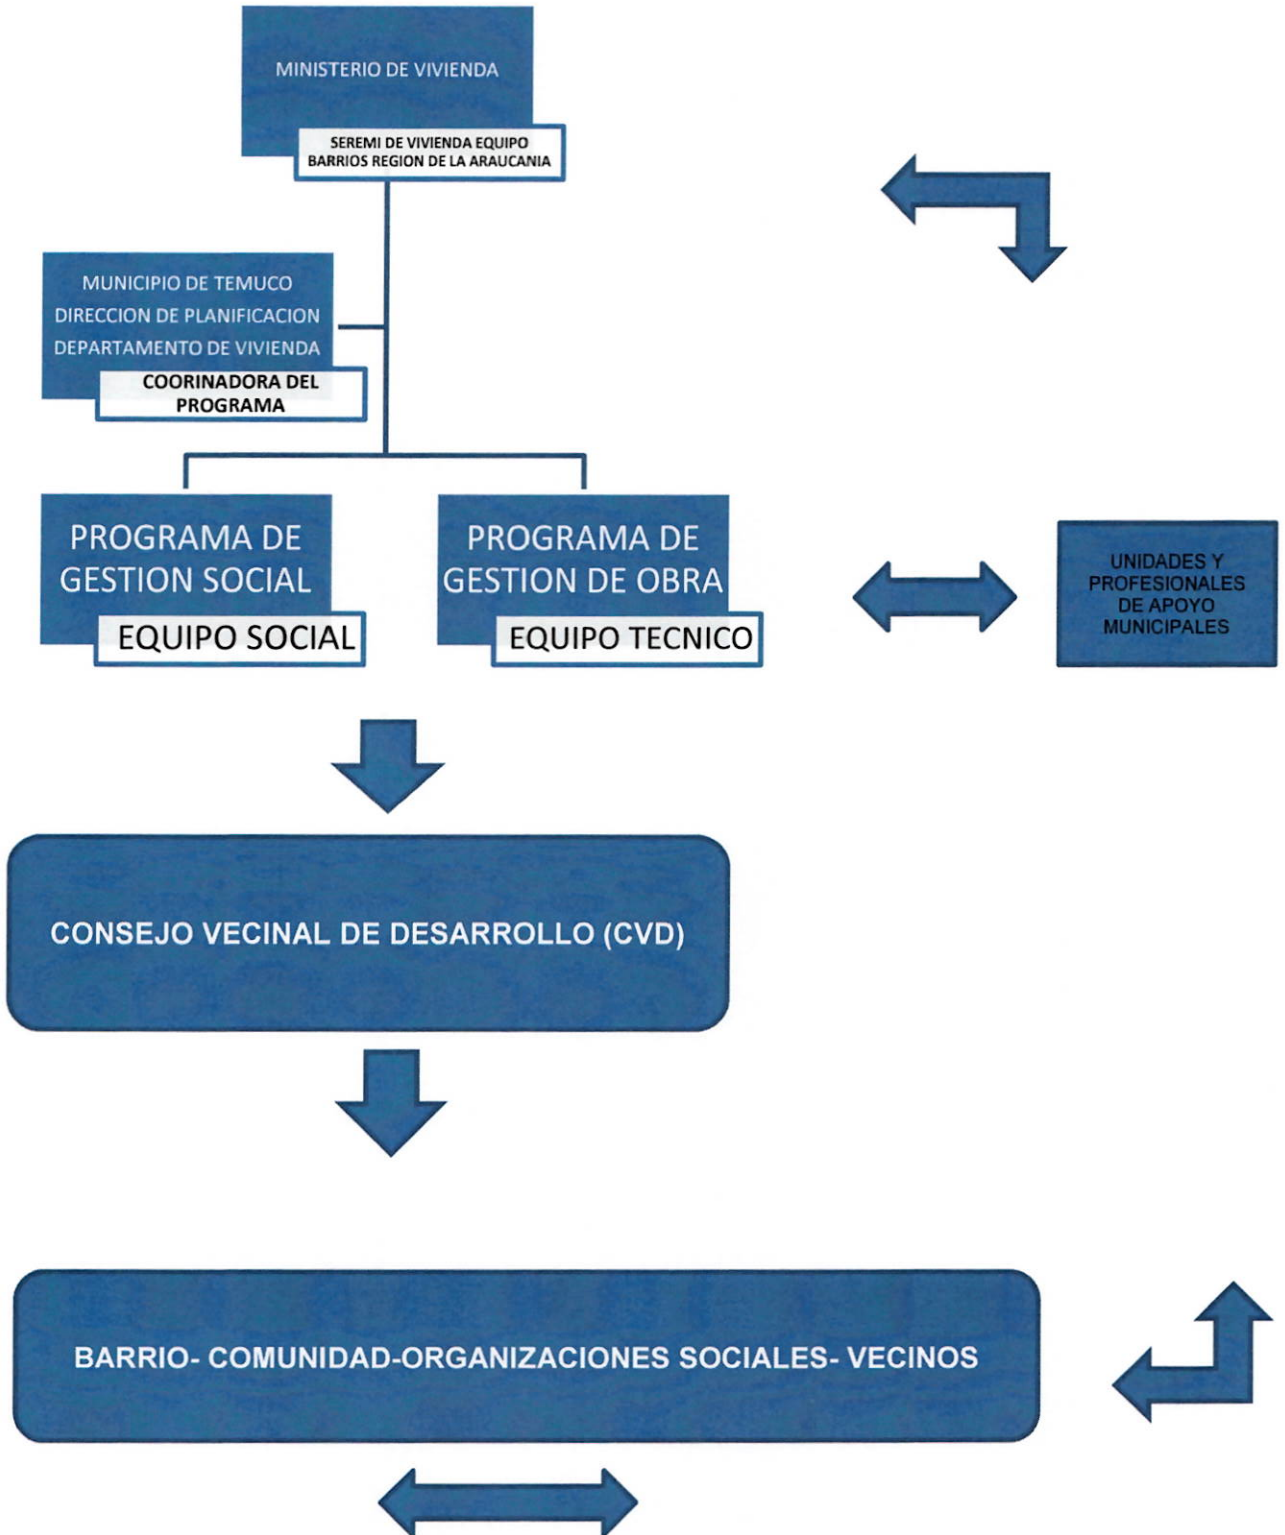 MINISTERIO DE VIVIENDA
SEREMI DE VIVIENDA EQUIPO
BARRIOS REGION DE LA ARAUCANIA
MUNICIPIO DE TEMUCO
DIRECCION DE PLANIFICACION
DEPARTAMENTO DE VIVIENDA
COORINADORA DEL
PROGRAMA
PROGRAMA DE
GESTION SOCIAL
EQUIPO SOCIAL
PROGRAMA DE
GESTION DE OBRA
EQUIPO TECNICO
UNIDADES Y
PROFESIONALES
DE APOYO
MUNICIPALES
CONSEJO VECINAL DE DESARROLLO (CVD)
BARRIO- COMUNIDAD-ORGANIZACIONES SOCIALES- VECINOS